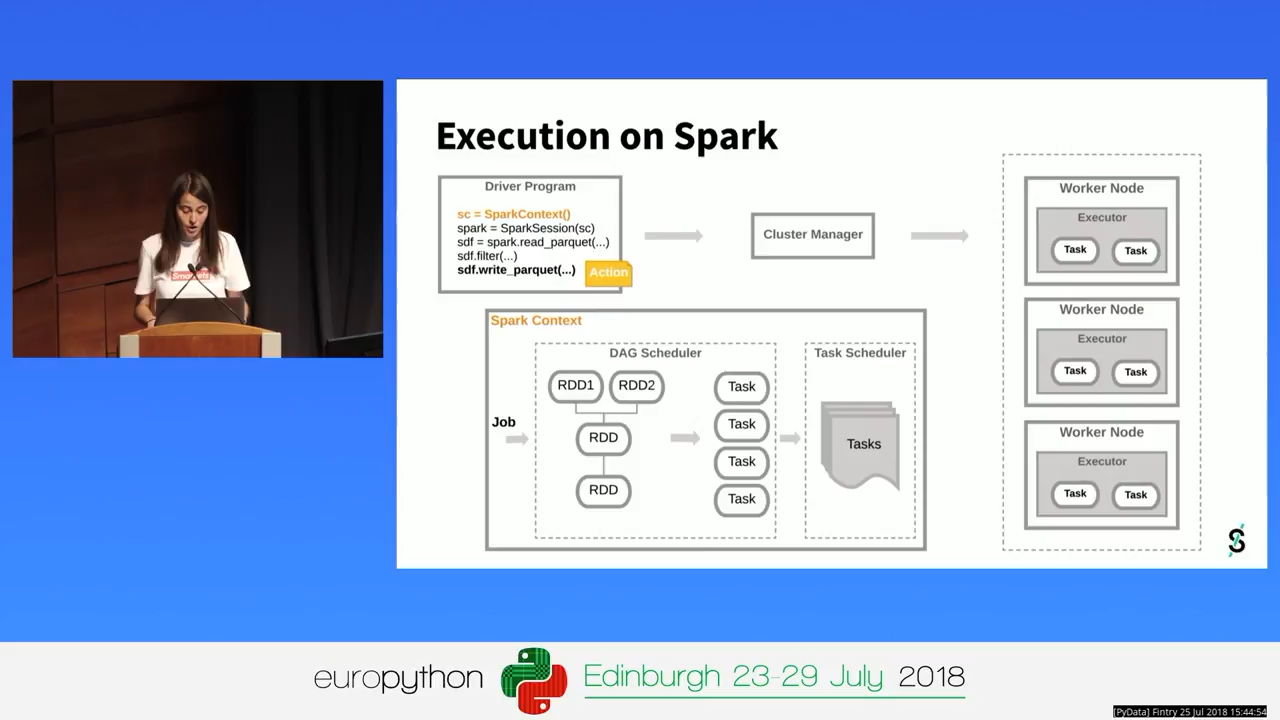 Execution on Spark
Driver Program
sc = SparkContext()
spark = SparkSession(sc)
sdf = spark.read_parquet(...)
sdf.filter(...)
sdf.write_parquet(...)
Action
Cluster Manager
Worker Node
Executor
Task Task
Worker Node
Executor
Task Task
Worker Node
Executor
Task Task
Spark Context
Job
DAG Scheduler
RDD1 RDD2
RDD
RDD
Task
Task
Task
Task
Task Scheduler
Tasks
europython Edinburgh 23-29 July 2018
[PyData] Fintry 25 Jul 2018 15:44:54